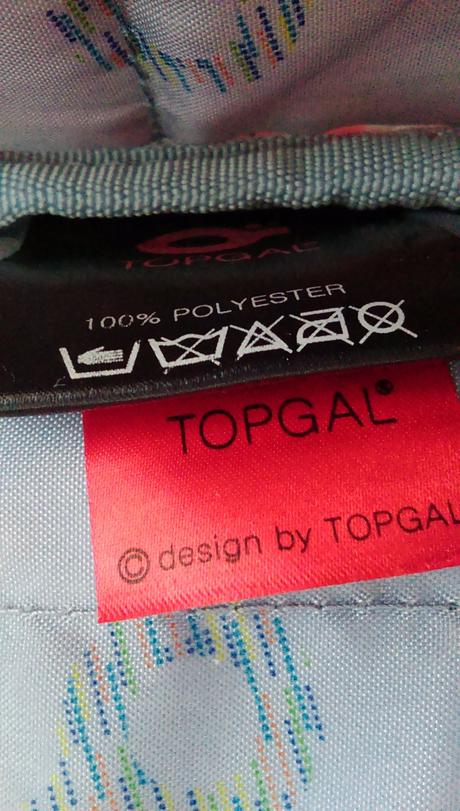 TOPGAL
100% POLYESTER
TOPGAL®
© design by TOPGAL